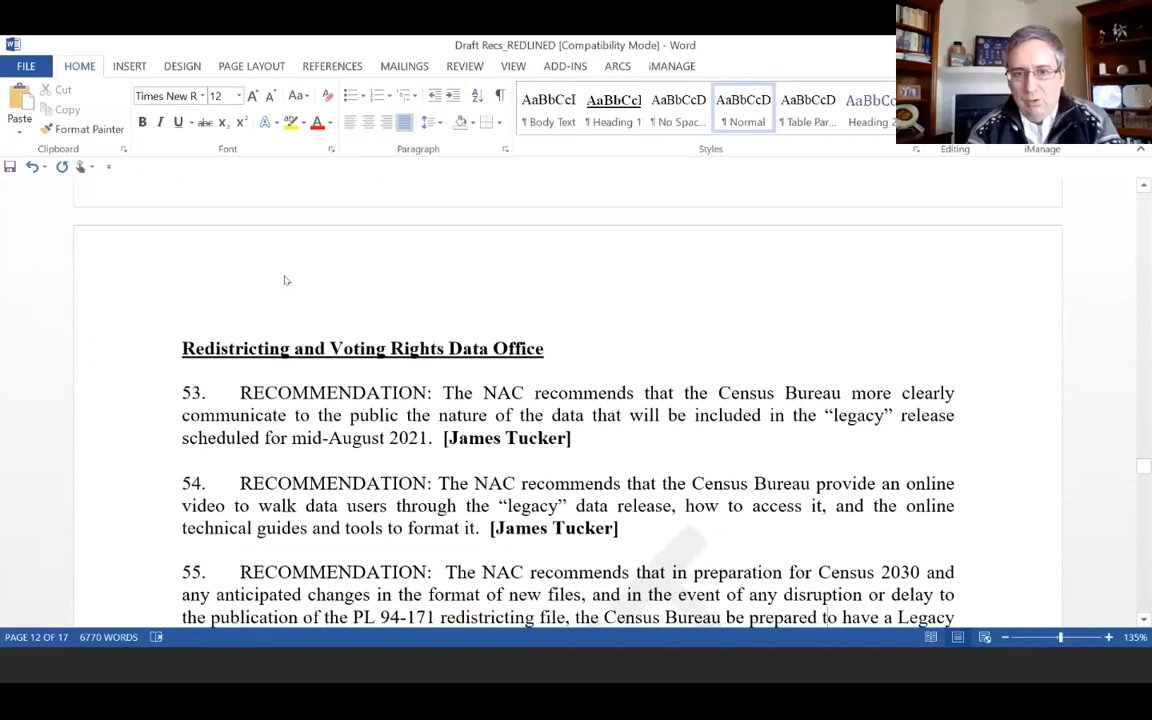 Draft Recs_REDLINED [Compatibility Mode] - Word
FILE HOME INSERT DESIGN PAGE LAYOUT REFERENCES MAILINGS REVIEW VIEW ADD-INS ARCS iMANAGE
Paste
Cut
Copy
Format Painter
Times New R 12
AaBbCcI AaBbCcI AaBbCcD AaBbCcD AaBbCcD AaBbC
¶ Body Text Heading 1 ¶ No Spac... ¶ Normal ¶ Table Par... Heading 2
Clipboard Font Paragraph Styles Editing iManage
Redistricting and Voting Rights Data Office
53. RECOMMENDATION: The NAC recommends that the Census Bureau more clearly
communicate to the public the nature of the data that will be included in the “legacy” release
scheduled for mid-August 2021. [James Tucker]
54. RECOMMENDATION: The NAC recommends that the Census Bureau provide an online
video to walk data users through the “legacy” data release, how to access it, and the online
technical guides and tools to format it. [James Tucker]
55. RECOMMENDATION: The NAC recommends that in preparation for Census 2030 and
any anticipated changes in the format of new files, and in the event of any disruption or delay to
the publication of the PL 94-171 redistricting file, the Census Bureau be prepared to have a Legacy
PAGE 12 OF 17 6770 WORDS
135%